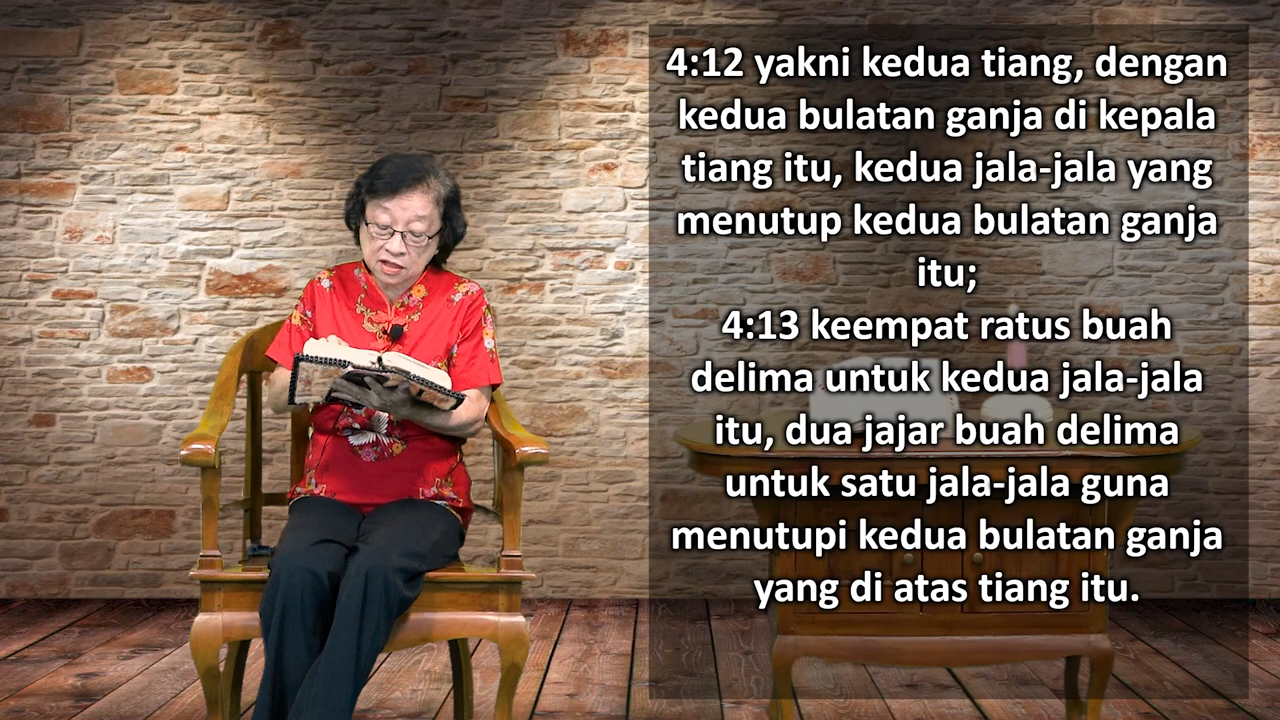 4:12 yakni kedua tiang, dengan
kedua bulatan ganja di kepala
tiang itu, kedua jala-jala yang
menutup kedua bulatan ganja
itu;
4:13 keempat ratus buah
delima untuk kedua jala-jala
itu, dua jajar buah delima
untuk satu jala-jala guna
menutupi kedua bulatan ganja
yang di atas tiang itu.